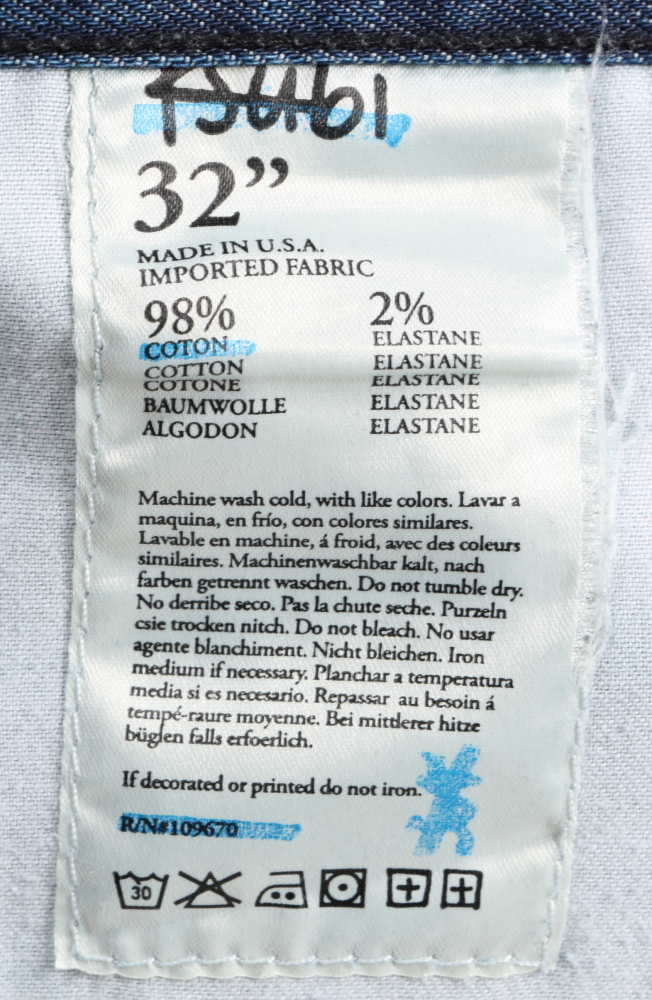 Ksubi
32”
MADE IN U.S.A.
IMPORTED FABRIC
98% 2%
COTON ELASTANE
COTTON ELASTANE
COTONE ELASTANE
BAUMWOLLE ELASTANE
ALGODON ELASTANE
Machine wash cold, with like colors. Lavar a
maquina, en frío, con colores similares.
Lavable en machine, á froid, avec des coleurs
similaires. Machinenwaschbar kalt, nach
farben getrennt waschen. Do not tumble dry.
No derribe seco. Pas la chute seche. Purzeln
csie trocken nitch. Do not bleach. No usar
agente blanchiment. Nicht bleichen. Iron
medium if necessary. Planchar a temperatura
media si es necesario. Repassar au besoin á
tempé-raure moyenne. Bei mittlerer hitze
büglen falls erfoerlich.
If decorated or printed do not iron.
R/N#109670
30